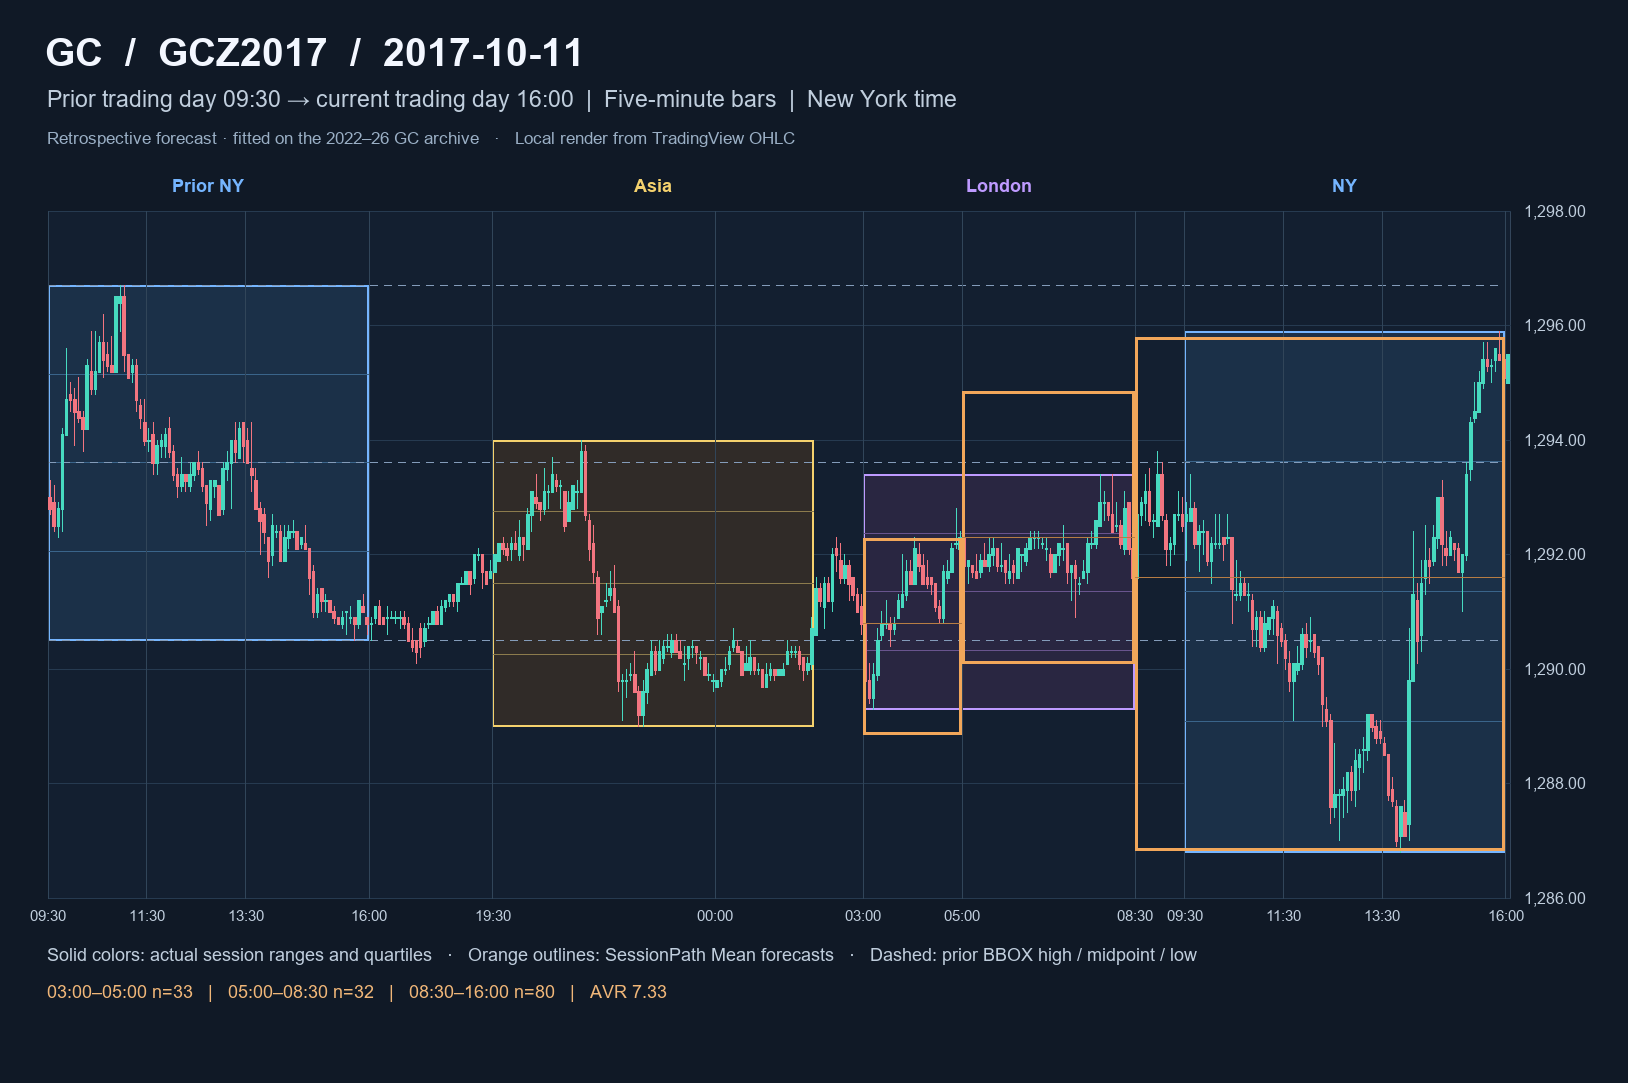 GC / GCZ2017 / 2017-10-11
Prior trading day 09:30 → current trading day 16:00 | Five-minute bars | New York time
Retrospective forecast · fitted on the 2022–26 GC archive · Local render from TradingView OHLC
Prior NY Asia London NY
1,298.00
1,296.00
1,294.00
1,292.00
1,290.00
1,288.00
1,286.00
09:30 11:30 13:30 16:00 19:30 00:00 03:00 05:00 08:30 09:30 11:30 13:30 16:00
Solid colors: actual session ranges and quartiles · Orange outlines: SessionPath Mean forecasts · Dashed: prior BBOX high / midpoint / low
03:00–05:00 n=33 | 05:00–08:30 n=32 | 08:30–16:00 n=80 | AVR 7.33